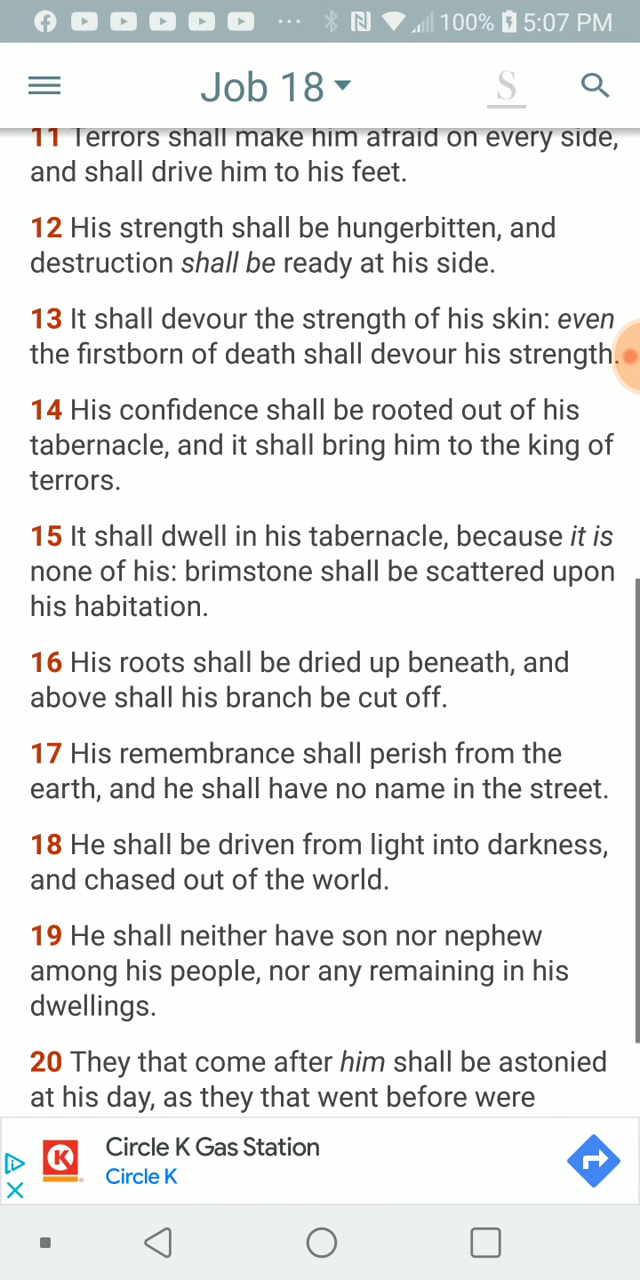 100% 5:07 PM
Job 18 S
11 Terrors shall make him afraid on every side,
and shall drive him to his feet.
12 His strength shall be hungerbitten, and
destruction shall be ready at his side.
13 It shall devour the strength of his skin: even
the firstborn of death shall devour his strength.
14 His confidence shall be rooted out of his
tabernacle, and it shall bring him to the king of
terrors.
15 It shall dwell in his tabernacle, because it is
none of his: brimstone shall be scattered upon
his habitation.
16 His roots shall be dried up beneath, and
above shall his branch be cut off.
17 His remembrance shall perish from the
earth, and he shall have no name in the street.
18 He shall be driven from light into darkness,
and chased out of the world.
19 He shall neither have son nor nephew
among his people, nor any remaining in his
dwellings.
20 They that come after him shall be astonied
at his day, as they that went before were
K
Circle K Gas Station
Circle K